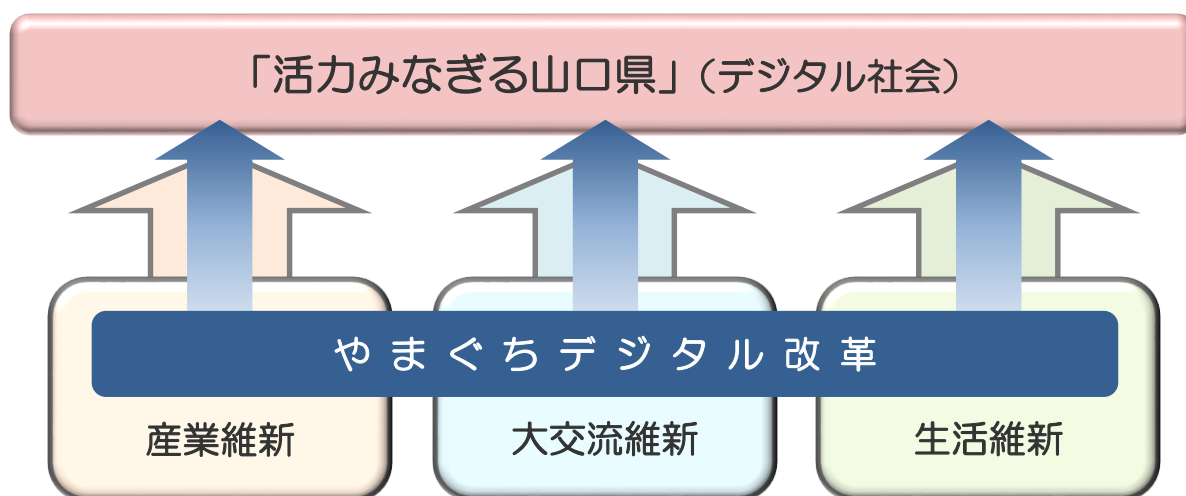 「活力みなぎる山口県」（デジタル社会）
やまぐちデジタル改革
産業維新
大交流維新
生活維新